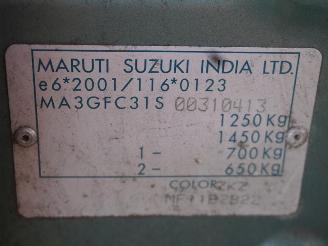 MARUTI SUZUKI INDIA LTD.
e6*2001/116*0123
MA3GFC31S 00310413
1250Kg
1450Kg
1- 700Kg
2- 650Kg
COLOR ZKZ